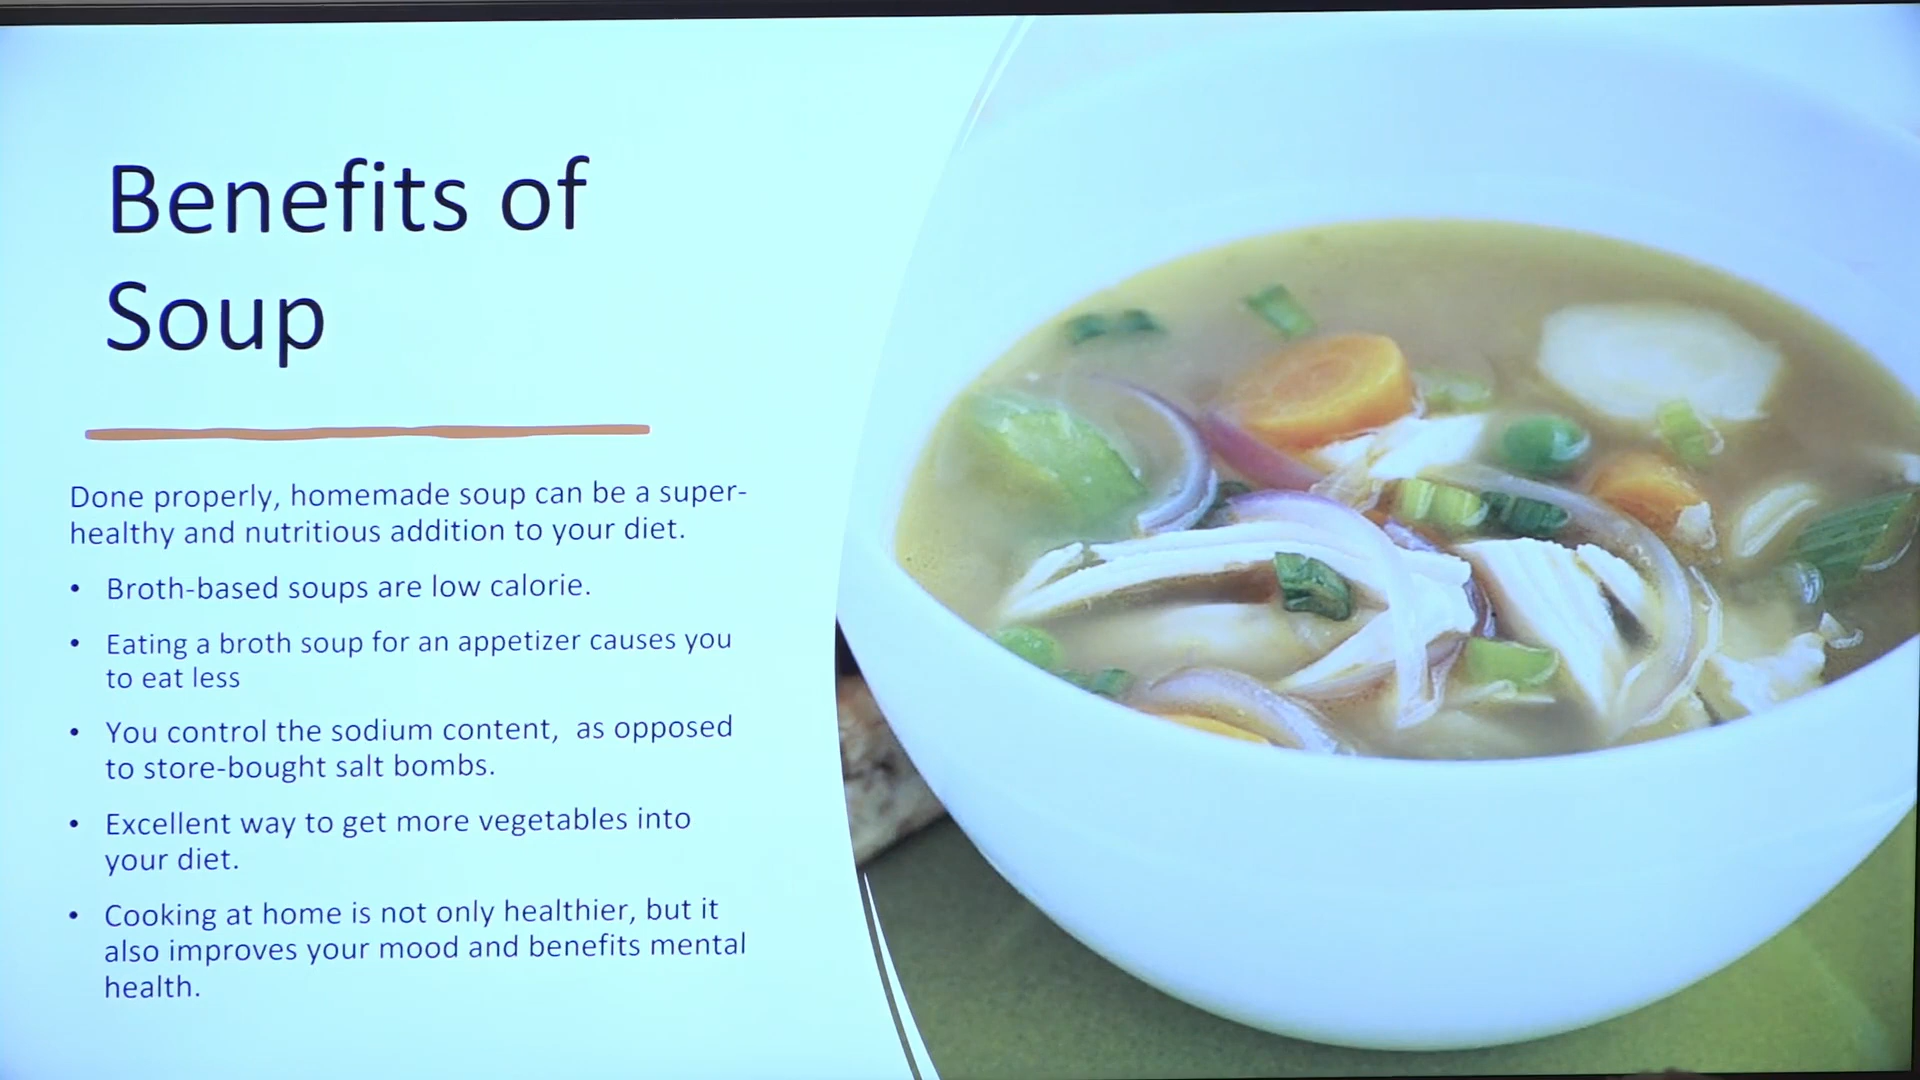 Benefits of
Soup
Done properly, homemade soup can be a super-
healthy and nutritious addition to your diet.
• Broth-based soups are low calorie.
• Eating a broth soup for an appetizer causes you
to eat less
• You control the sodium content,  as opposed
to store-bought salt bombs.
• Excellent way to get more vegetables into
your diet.
• Cooking at home is not only healthier, but it
also improves your mood and benefits mental
health.